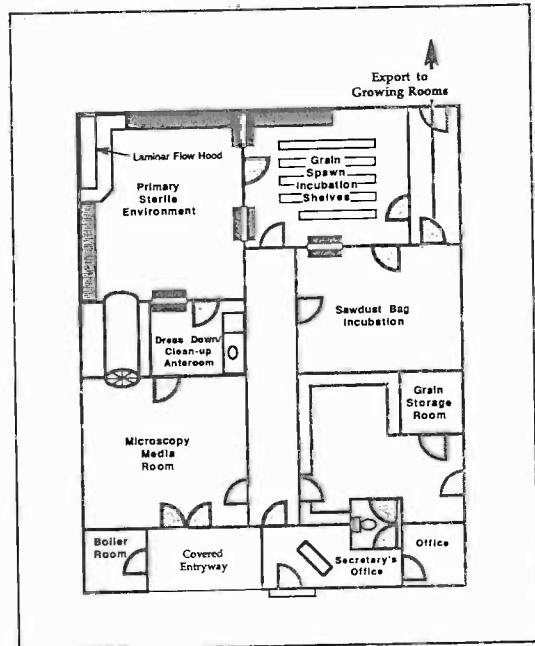 Export to
Growing Rooms
Laminar Flow Hood
Primary
Sterile
Environment
Grain
Spawn
Incubation
Shelves
Sawdust Bag
Incubation
Dress Down/
Clean-up
Anteroom
Grain
Storage
Room
Microscopy
Media
Room
Boiler
Room
Covered
Entryway
Secretary's
Office
Office